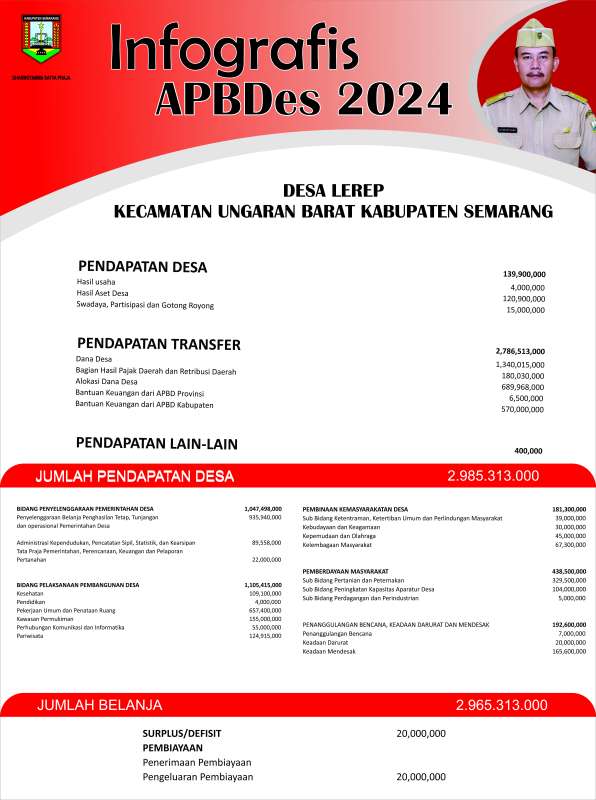 KABUPATEN SEMARANG
Infografis
APBDes 2024
DESA LEREP
KECAMATAN UNGARAN BARAT KABUPATEN SEMARANG
PENDAPATAN DESA 139,900,000
Hasil usaha 4,000,000
Hasil Aset Desa 120,900,000
Swadaya, Partisipasi dan Gotong Royong 15,000,000
PENDAPATAN TRANSFER 2,786,513,000
Dana Desa 1,340,015,000
Bagian Hasil Pajak Daerah dan Retribusi Daerah 180,030,000
Alokasi Dana Desa 689,968,000
Bantuan Keuangan dari APBD Provinsi 6,500,000
Bantuan Keuangan dari APBD Kabupaten 570,000,000
PENDAPATAN LAIN-LAIN 400,000
JUMLAH PENDAPATAN DESA 2.985.313.000
BIDANG PENYELENGGARAAN PEMERINTAHAN DESA 1,047,498,000
Penyelenggaraan Belanja Penghasilan Tetap, Tunjangan 935,940,000
dan operasional Pemerintahan Desa
Administrasi Kependudukan, Pencatatan Sipil, Statistik, dan Kearsipan 89,558,000
Tata Praja Pemerintahan, Perencanaan, Keuangan dan Pelaporan
Pertanahan 22,000,000
BIDANG PELAKSANAAN PEMBANGUNAN DESA 1,105,415,000
Kesehatan 109,100,000
Pendidikan 4,000,000
Pekerjaan Umum dan Penataan Ruang 657,400,000
Kawasan Permukiman 155,000,000
Perhubungan Komunikasi dan Informatika 55,000,000
Pariwisata 124,915,000
PEMBINAAN KEMASYARAKATAN DESA 181,300,000
Sub Bidang Ketentraman, Ketertiban Umum dan Perlindungan Masyarakat 39,000,000
Kebudayaan dan Keagamaan 30,000,000
Kepemudaan dan Olahraga 45,000,000
Kelembagaan Masyarakat 67,300,000
PEMBERDAYAAN MASYARAKAT 438,500,000
Sub Bidang Pertanian dan Peternakan 329,500,000
Sub Bidang Peningkatan Kapasitas Aparatur Desa 104,000,000
Sub Bidang Perdagangan dan Perindustrian 5,000,000
PENANGGULANGAN BENCANA, KEADAAN DARURAT DAN MENDESAK 192,600,000
Penanggulangan Bencana 7,000,000
Keadaan Darurat 20,000,000
Keadaan Mendesak 165,600,000
JUMLAH BELANJA 2.965.313.000
SURPLUS/DEFISIT 20,000,000
PEMBIAYAAN
Penerimaan Pembiayaan
Pengeluaran Pembiayaan 20,000,000